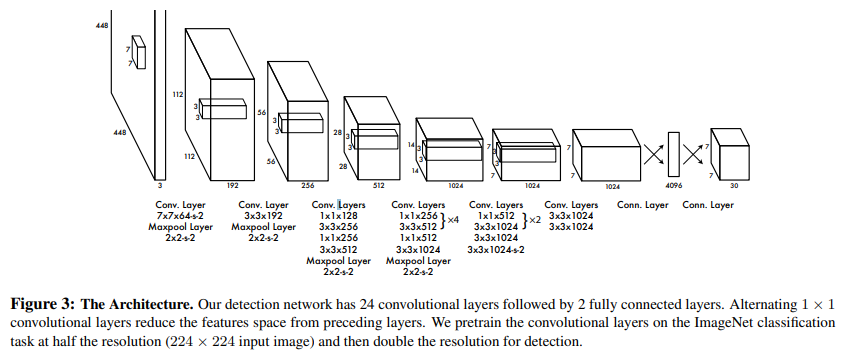 448
7
7
448
3
112
3
3
112
192
56
3
3
56
256
28
3
3
28
512
14
3
3
14
1024
7
3
3
7
1024
7
7
1024
4096
7
7
30
Conv. Layer
7x7x64-s-2
Maxpool Layer
2x2-s-2
Conv. Layer
3x3x192
Maxpool Layer
2x2-s-2
Conv. Layers
1x1x128
3x3x256
1x1x256
3x3x512
Maxpool Layer
2x2-s-2
Conv. Layers
1x1x256
3x3x512 }×4
1x1x512
3x3x1024
Maxpool Layer
2x2-s-2
Conv. Layers
1x1x512
3x3x1024 }×2
3x3x1024
3x3x1024-s-2
Conv. Layers
3x3x1024
3x3x1024
Conn. Layer
Conn. Layer
Figure 3: The Architecture. Our detection network has 24 convolutional layers followed by 2 fully connected layers. Alternating 1 × 1
convolutional layers reduce the features space from preceding layers. We pretrain the convolutional layers on the ImageNet classification
task at half the resolution (224 × 224 input image) and then double the resolution for detection.